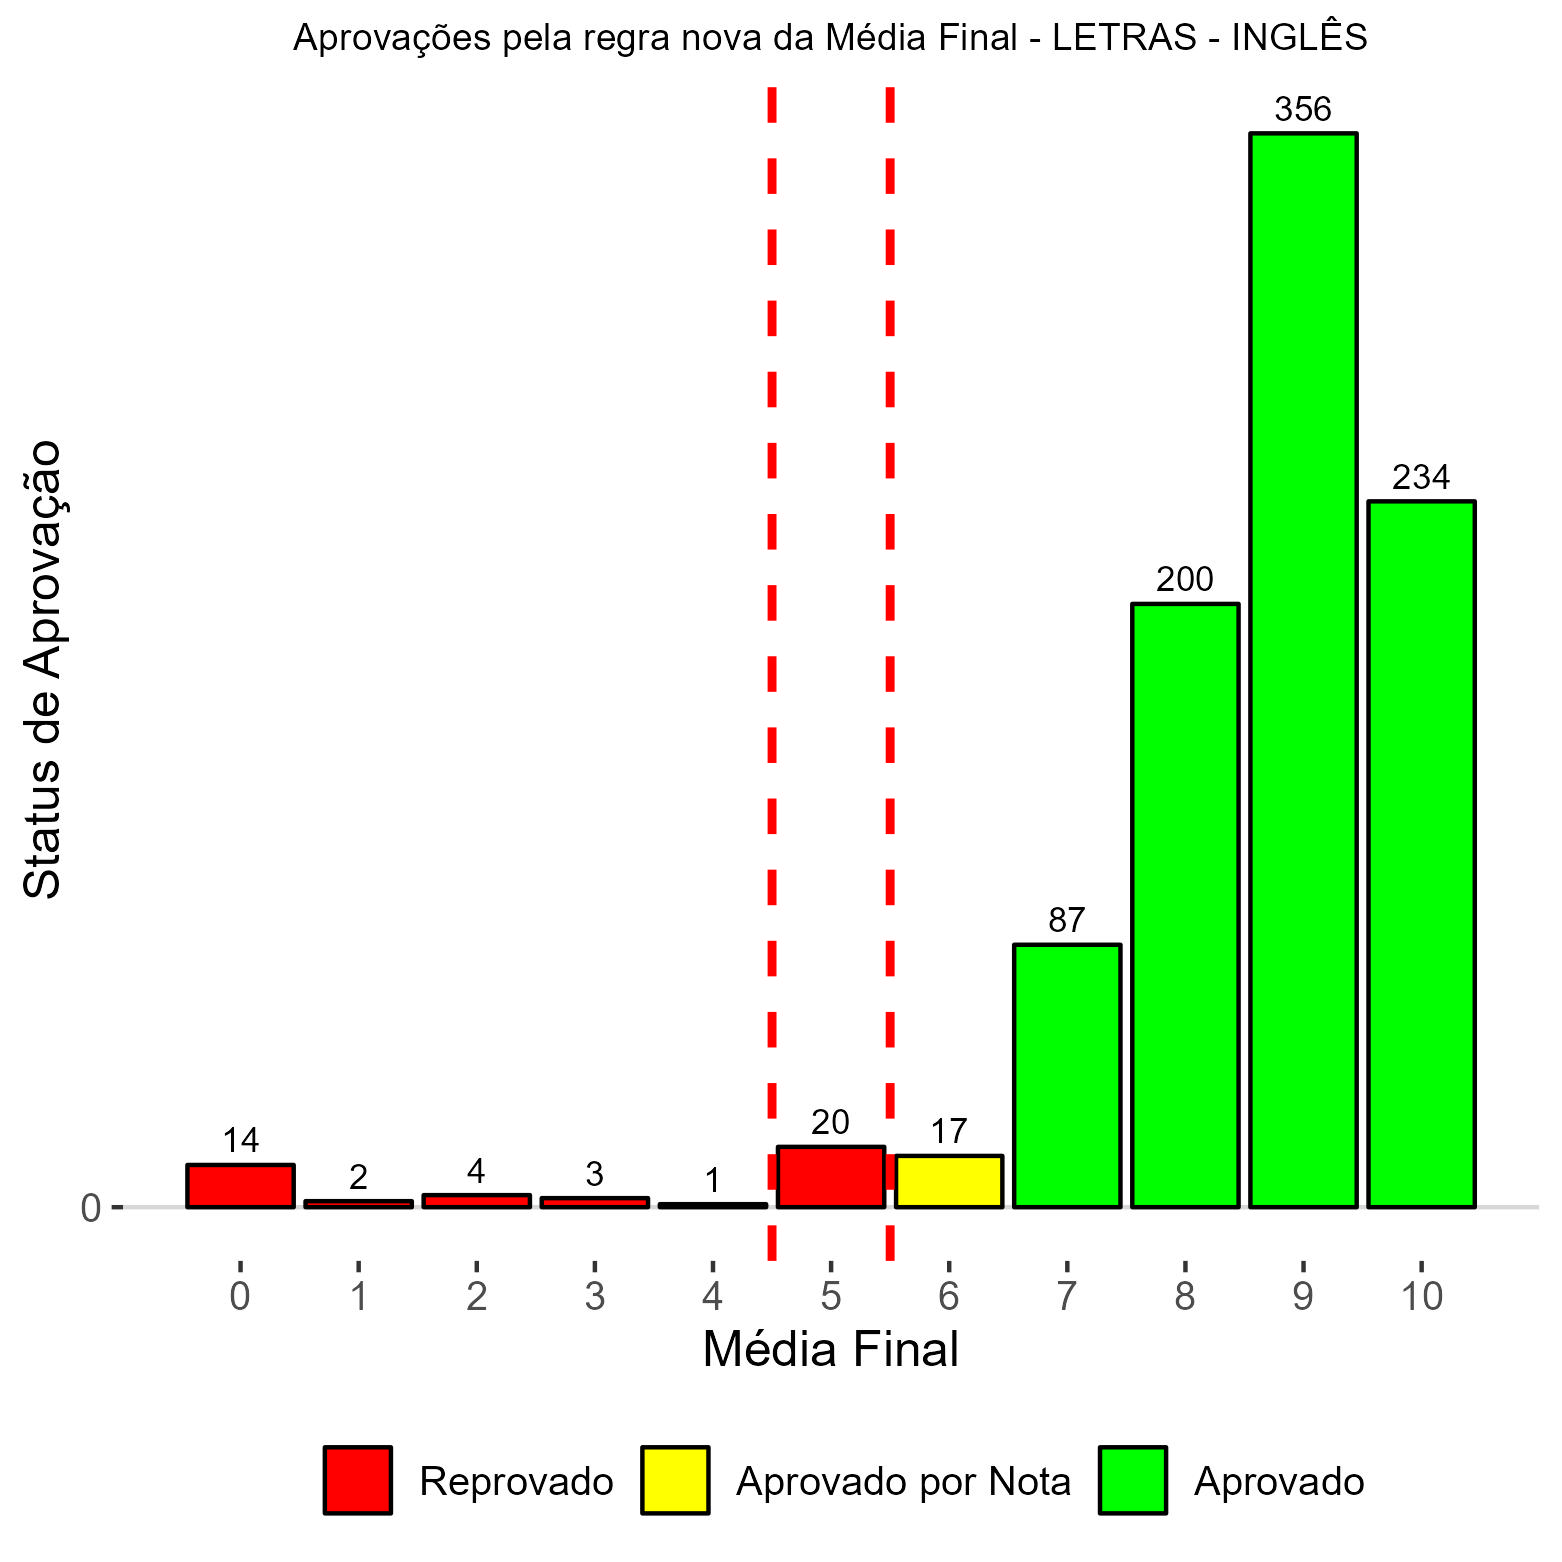 Aprovações pela regra nova da Média Final - LETRAS - INGLÊS
356
234
200
87
20
17
14
2
4
3
1
Status de Aprovação
0
0 1 2 3 4 5 6 7 8 9 10
Média Final
Reprovado Aprovado por Nota Aprovado